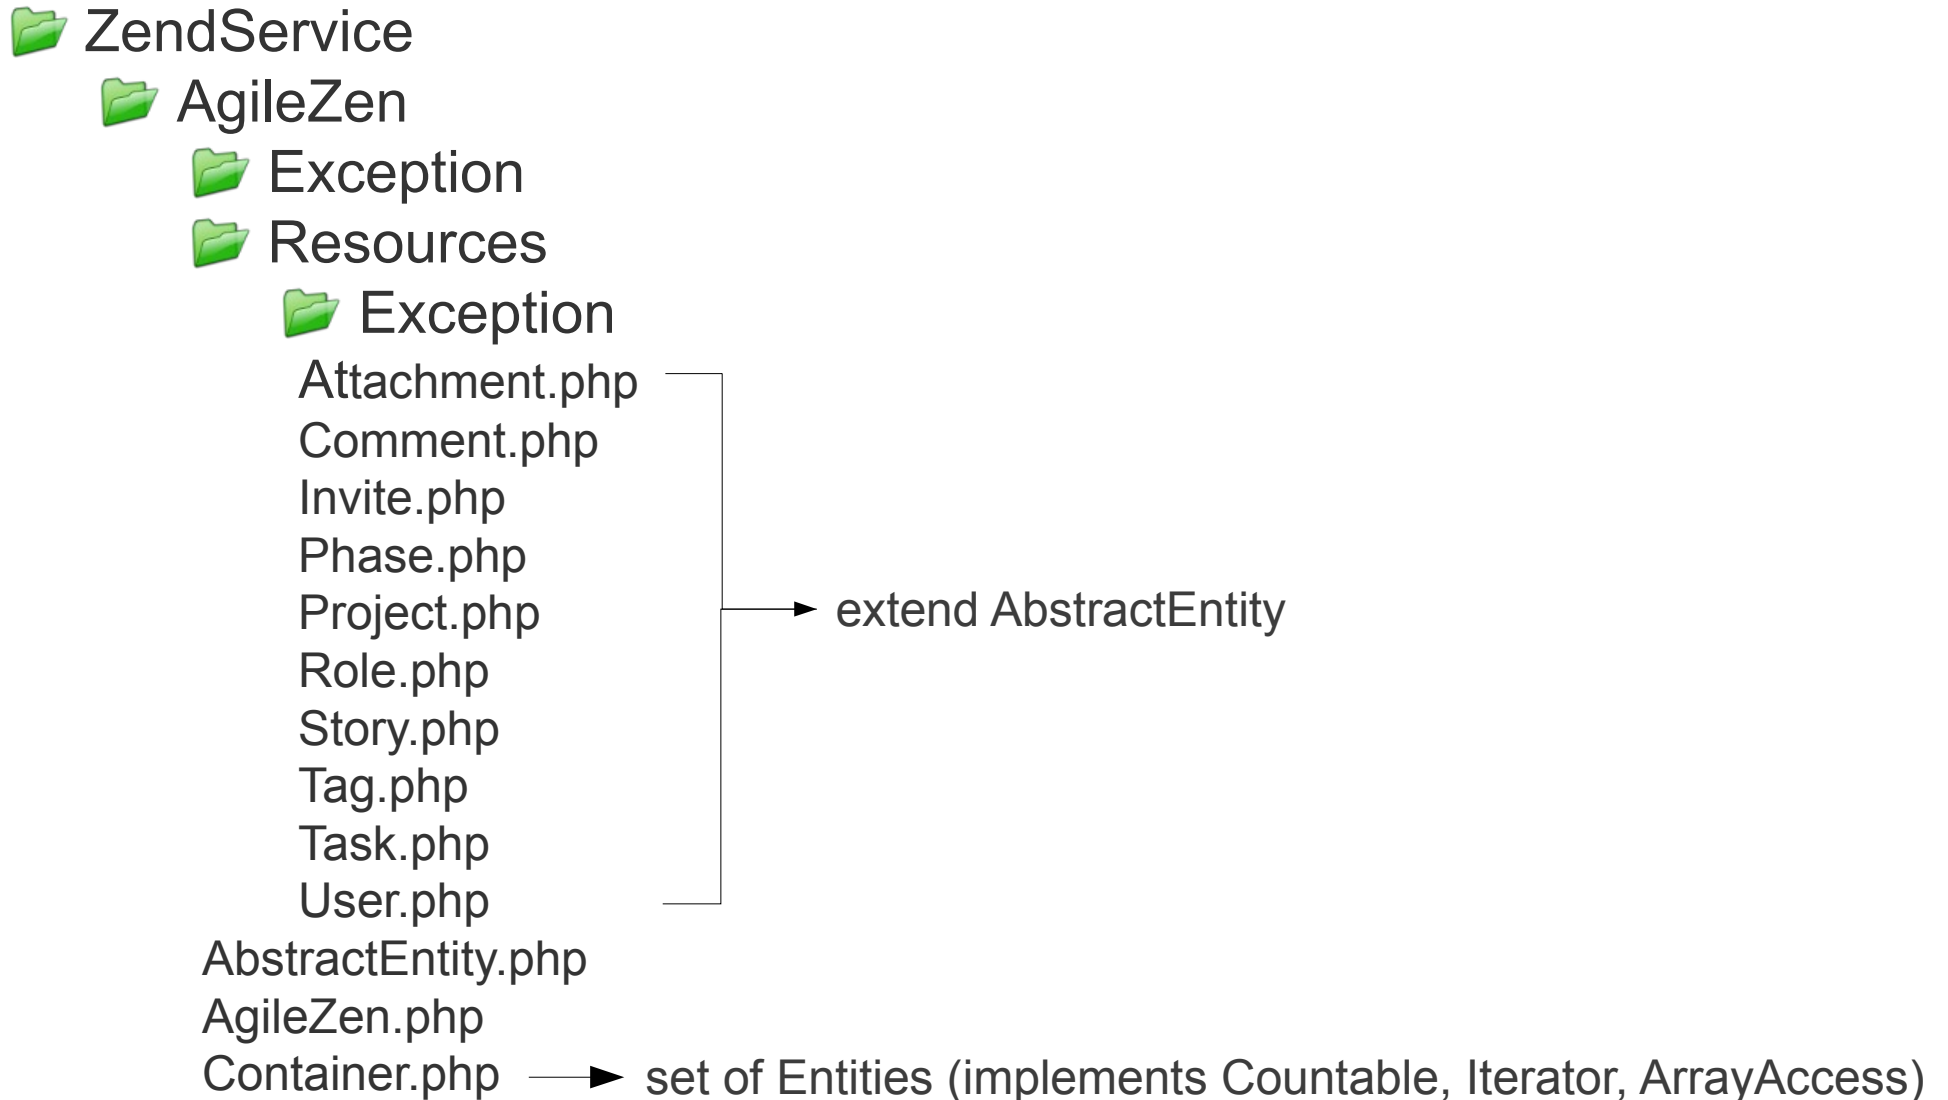 ZendService
AgileZen
Exception
Resources
Exception
Attachment.php
Comment.php
Invite.php
Phase.php
Project.php
extend AbstractEntity
Role.php
Story.php
Tag.php
Task.php
User.php
AbstractEntity.php
AgileZen.php
Container.php
set of Entities (implements Countable, Iterator, ArrayAccess)